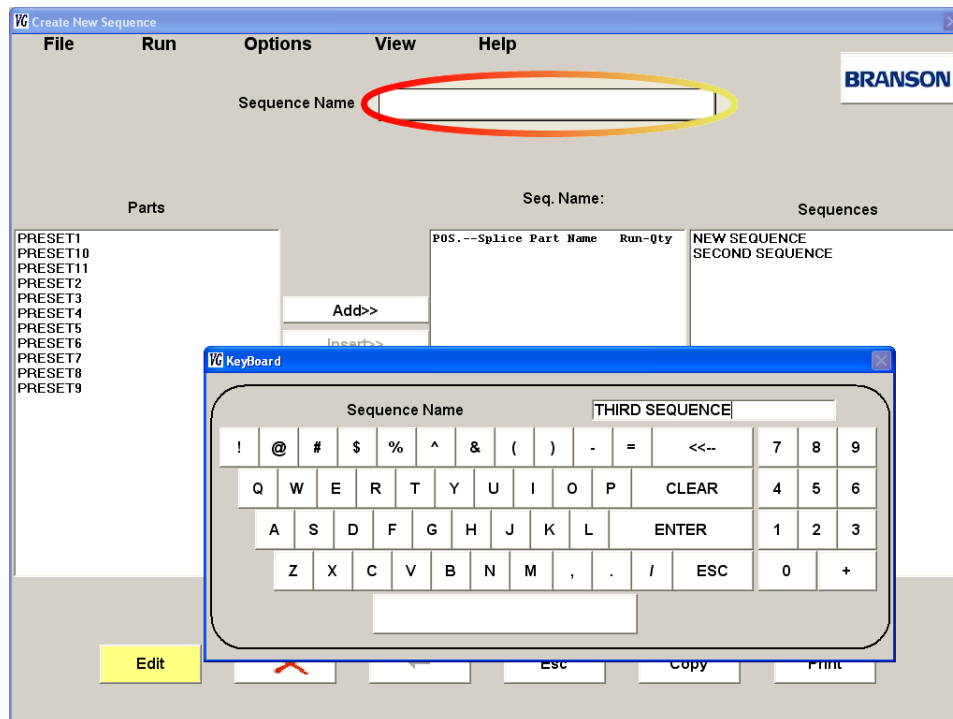 VG Create New Sequence
File Run Options View Help
BRANSON
Sequence Name
Parts
Seq. Name:
Sequences
PRESET1
PRESET10
PRESET11
PRESET2
PRESET3
PRESET4
PRESET5
PRESET6
PRESET7
PRESET8
PRESET9
Add>>
Insert>>
POS.--Splice Part Name Run-Qty
NEW SEQUENCE
SECOND SEQUENCE
VG KeyBoard
Sequence Name THIRD SEQUENCE
! @ # $ % ^ & ( ) - = <<-- 7 8 9
Q W E R T Y U I O P CLEAR 4 5 6
A S D F G H J K L ENTER 1 2 3
Z X C V B N M , . / ESC 0 +
Edit Esc Copy Print